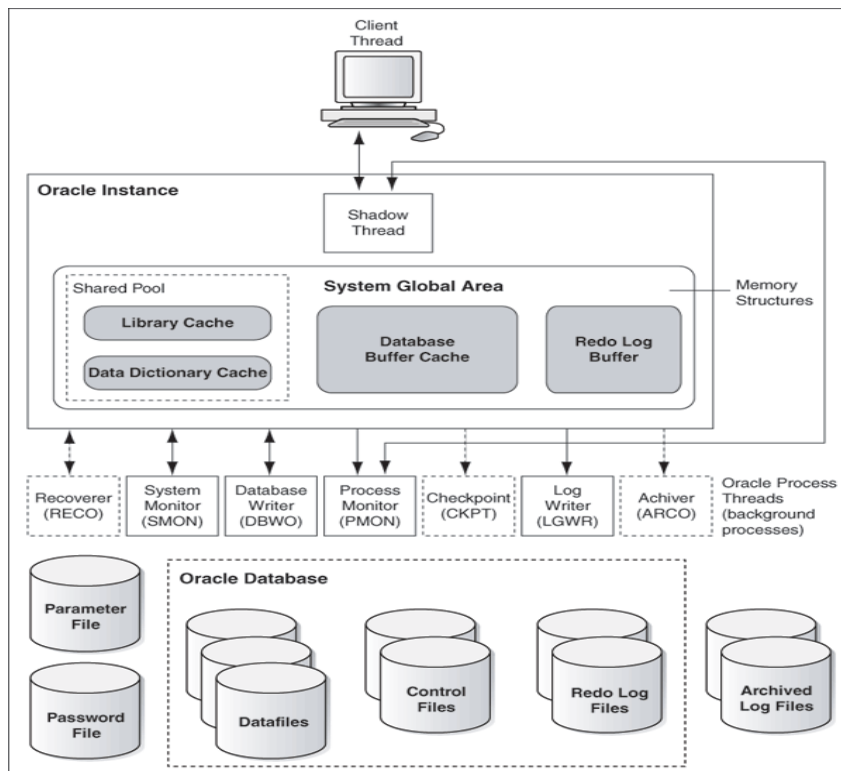 Client
Thread
Oracle Instance
Shadow
Thread
Shared Pool
System Global Area
Memory
Structures
Library Cache
Data Dictionary Cache
Database
Buffer Cache
Redo Log
Buffer
Recoverer
(RECO)
System
Monitor
(SMON)
Database
Writer
(DBWO)
Process
Monitor
(PMON)
Checkpoint
(CKPT)
Log
Writer
(LGWR)
Achiver
(ARCO)
Oracle Process
Threads
(background
processes)
Parameter
File
Password
File
Oracle Database
Datafiles
Control
Files
Redo Log
Files
Archived
Log Files